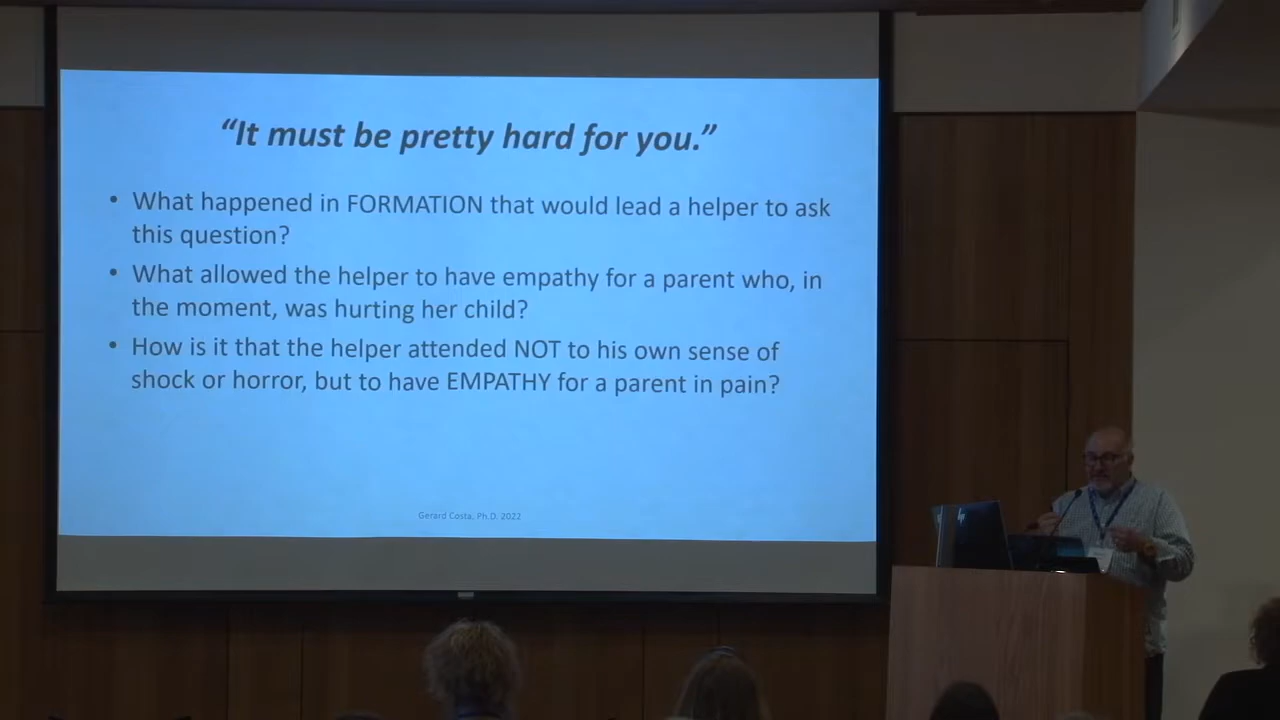 “It must be pretty hard for you.”
• What happened in FORMATION that would lead a helper to ask
this question?
• What allowed the helper to have empathy for a parent who, in
the moment, was hurting her child?
• How is it that the helper attended NOT to his own sense of
shock or horror, but to have EMPATHY for a parent in pain?
Gerard Costa, Ph.D. 2022
hp